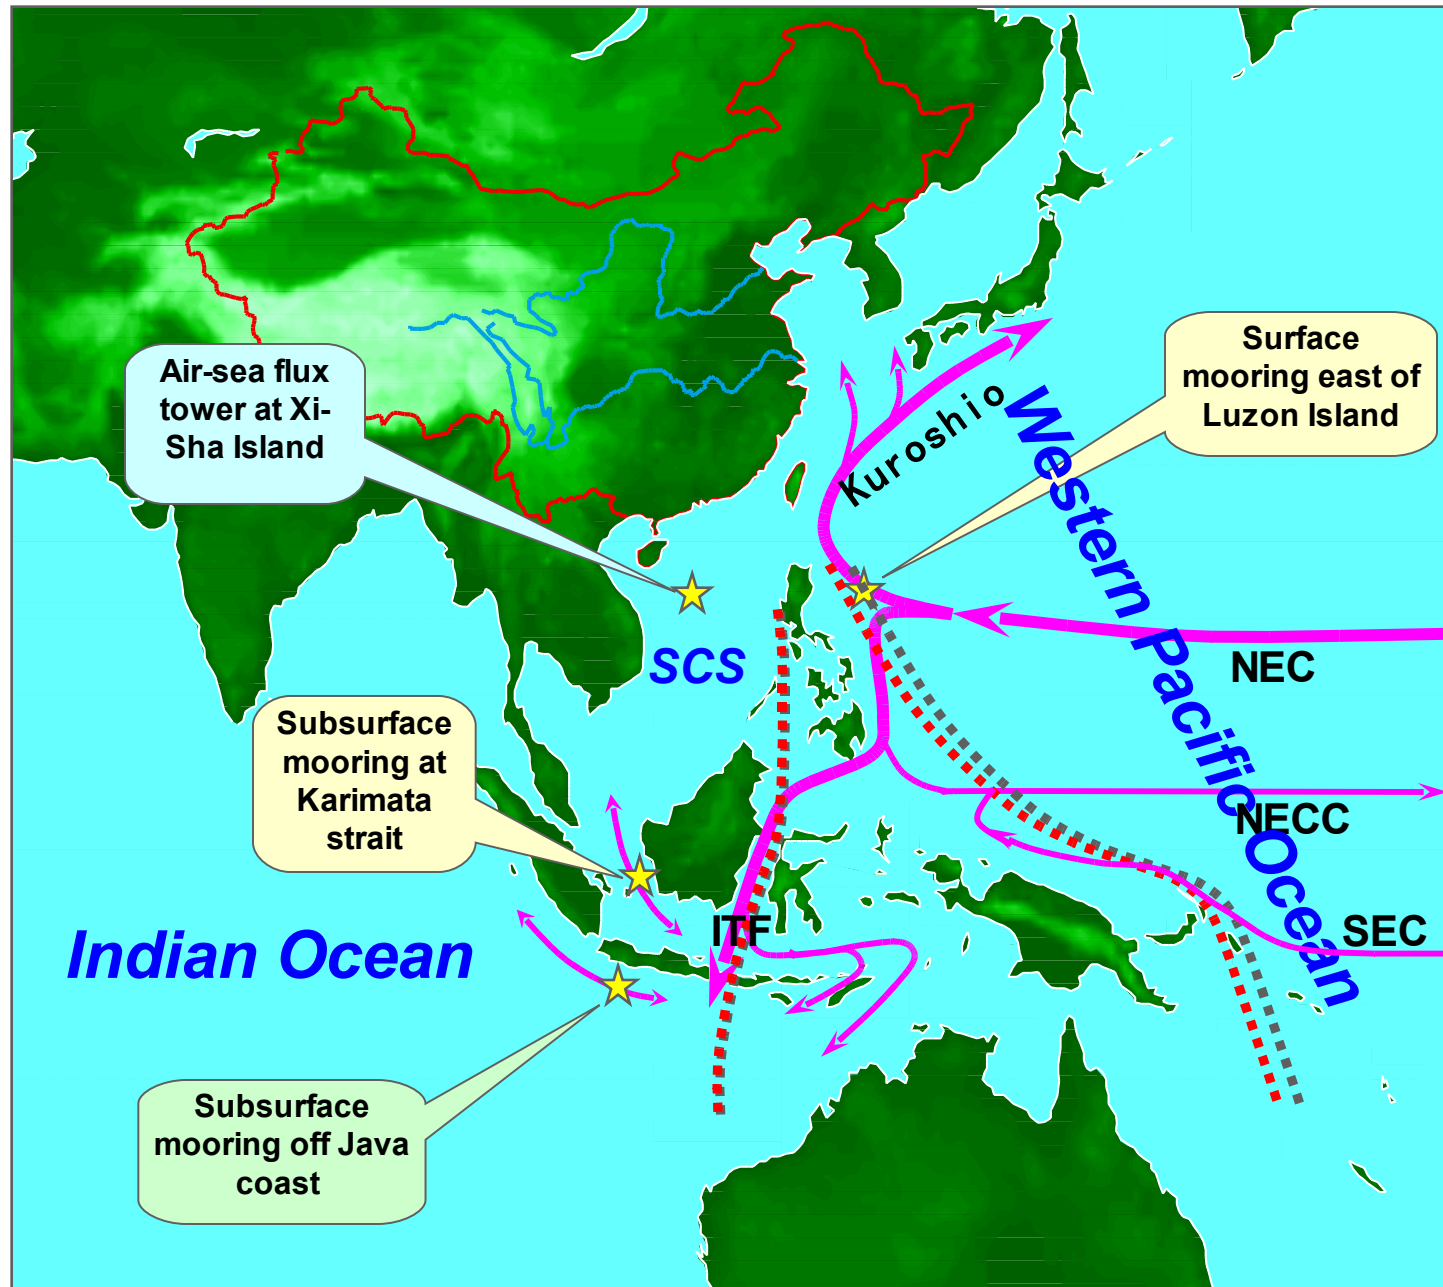 Air-sea flux
tower at Xi-
Sha Island
Surface
mooring east of
Luzon Island
Kuroshio
Western Pacific Ocean
SCS
NEC
Subsurface
mooring at
Karimata
strait
NECC
ITF
SEC
Indian Ocean
Subsurface
mooring off Java
coast